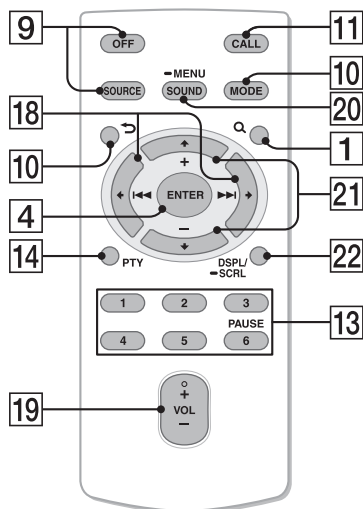 9 OFF CALL 11
MENU
SOURCE SOUND MODE 10
18 20
10 1
+
ENTER 21
4 −
14 PTY DSPL/ 22
SCRL
1 2 3
PAUSE 13
4 5 6
+
19 VOL
−